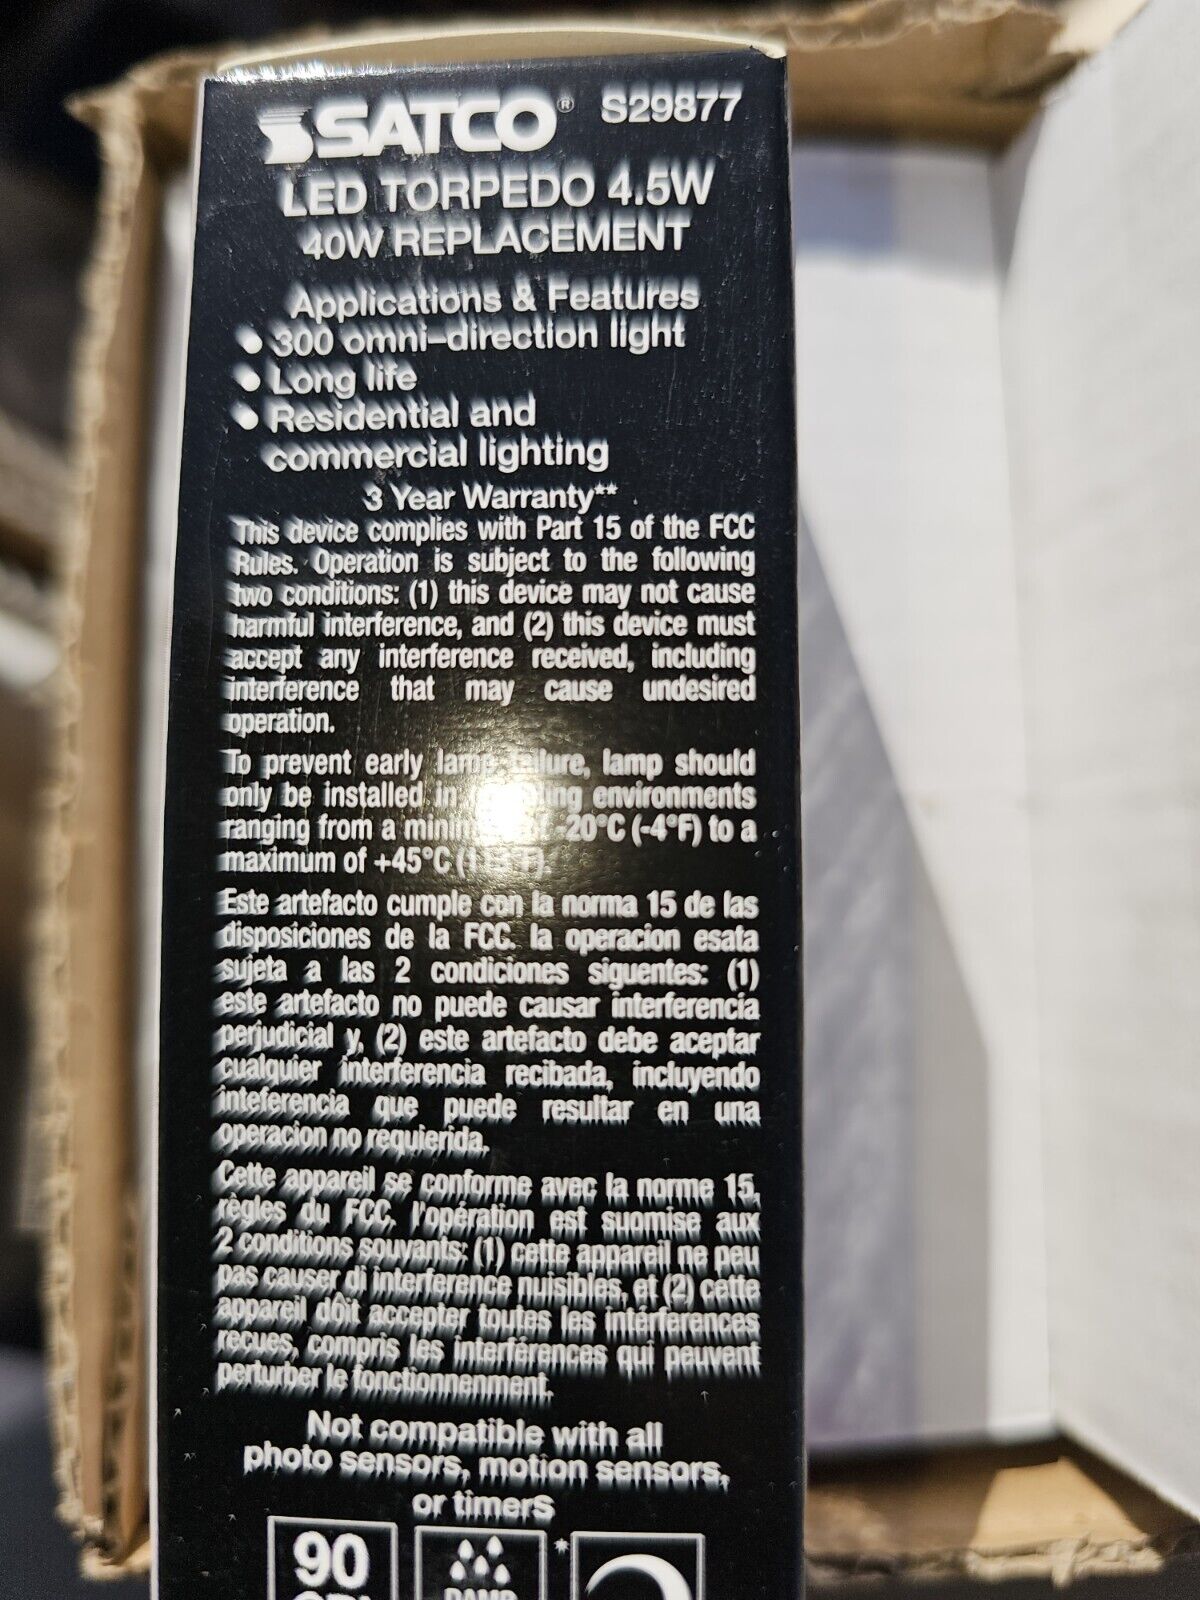 SATCO® S29877
LED TORPEDO 4.5W
40W REPLACEMENT
Applications & Features
• 300 omni-direction light
• Long life
• Residential and
commercial lighting
3 Year Warranty**
This device complies with Part 15 of the FCC
Rules. Operation is subject to the following
two conditions: (1) this device may not cause
harmful interference, and (2) this device must
accept any interference received, including
interference that may cause undesired
operation.
To prevent early lamp failure, lamp should
only be installed in environments
ranging from a -20°C (-4°F) to a
maximum of +45°C
Este artefacto cumple con la norma 15 de las
disposiciones de la FCC. la operacion esata
sujeta a las 2 condiciones siguentes: (1)
este artefacto no puede causar interferencia
perjudicial y, (2) este artefacto debe aceptar
cualquier interferencia recibada, incluyendo
inteferencia que puede resultar en una
operacion no requierida.
Cette appareil se conforme avec la norme 15,
règles du FCC. l'opération est suomise aux
2 conditions souvants: (1) cette appareil ne peu
pas causer di interference nuisibles, et (2) cette
appareil dôit accepter toutes les intérferences
recues, compris les interférences qui peuvent
perturber le fonctionnenment.
Not compatible with all
photo sensors, motion sensors,
or timers
90 *
CRI DAMP